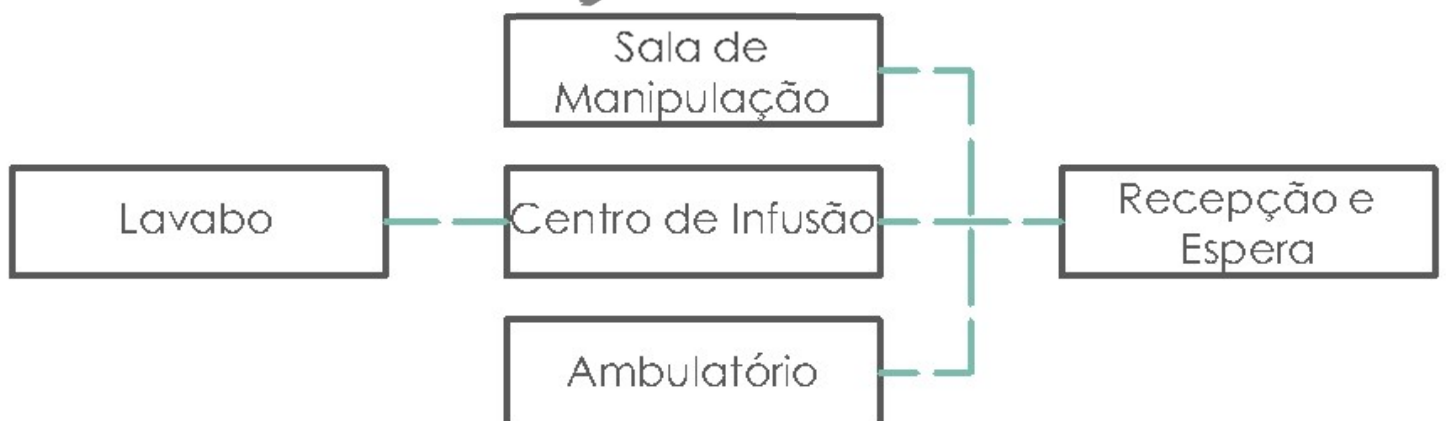 Sala de
Manipulação
Lavabo
Centro de Infusão
Recepção e
Espera
Ambulatório